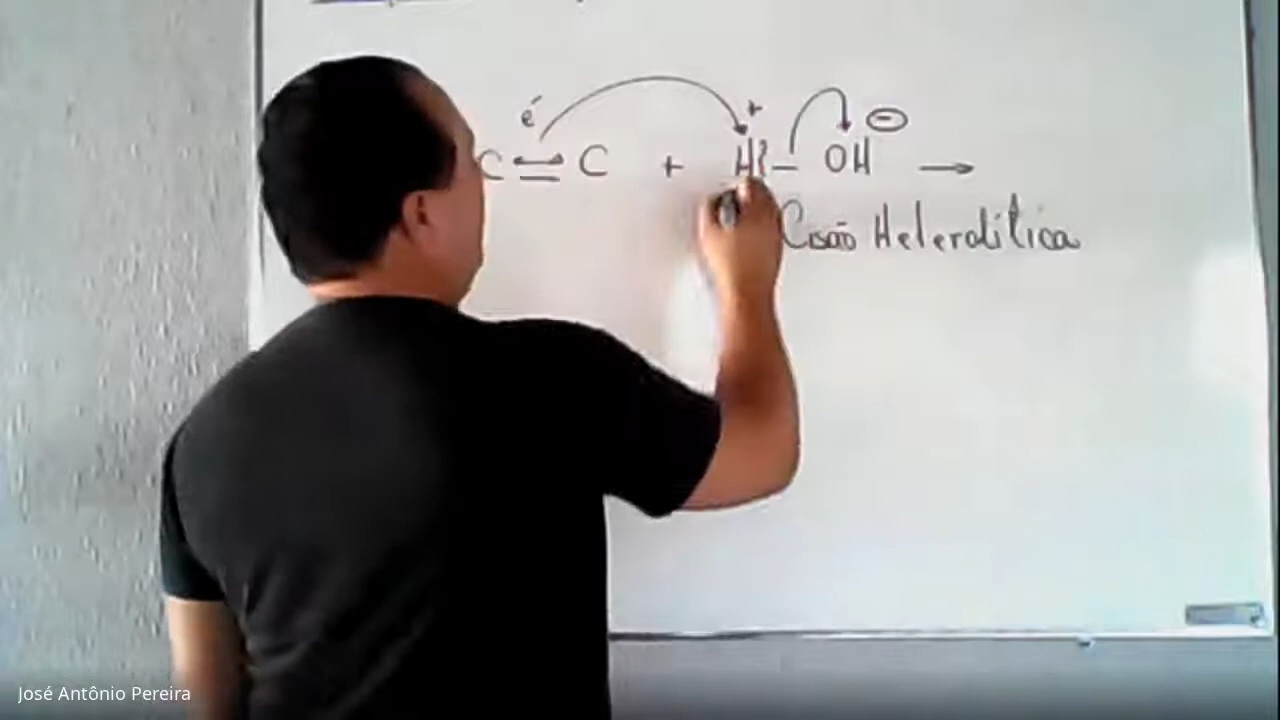 é + ⊖
C = C + H - OH →
Cisão Heterolítica
José Antônio Pereira